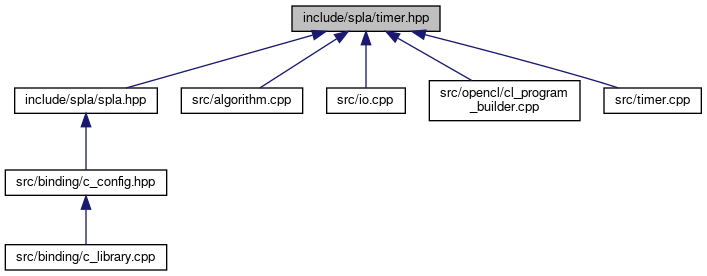 include/spla/timer.hpp
include/spla/spla.hpp
src/algorithm.cpp
src/io.cpp
src/opencl/cl_program
_builder.cpp
src/timer.cpp
src/binding/c_config.hpp
src/binding/c_library.cpp